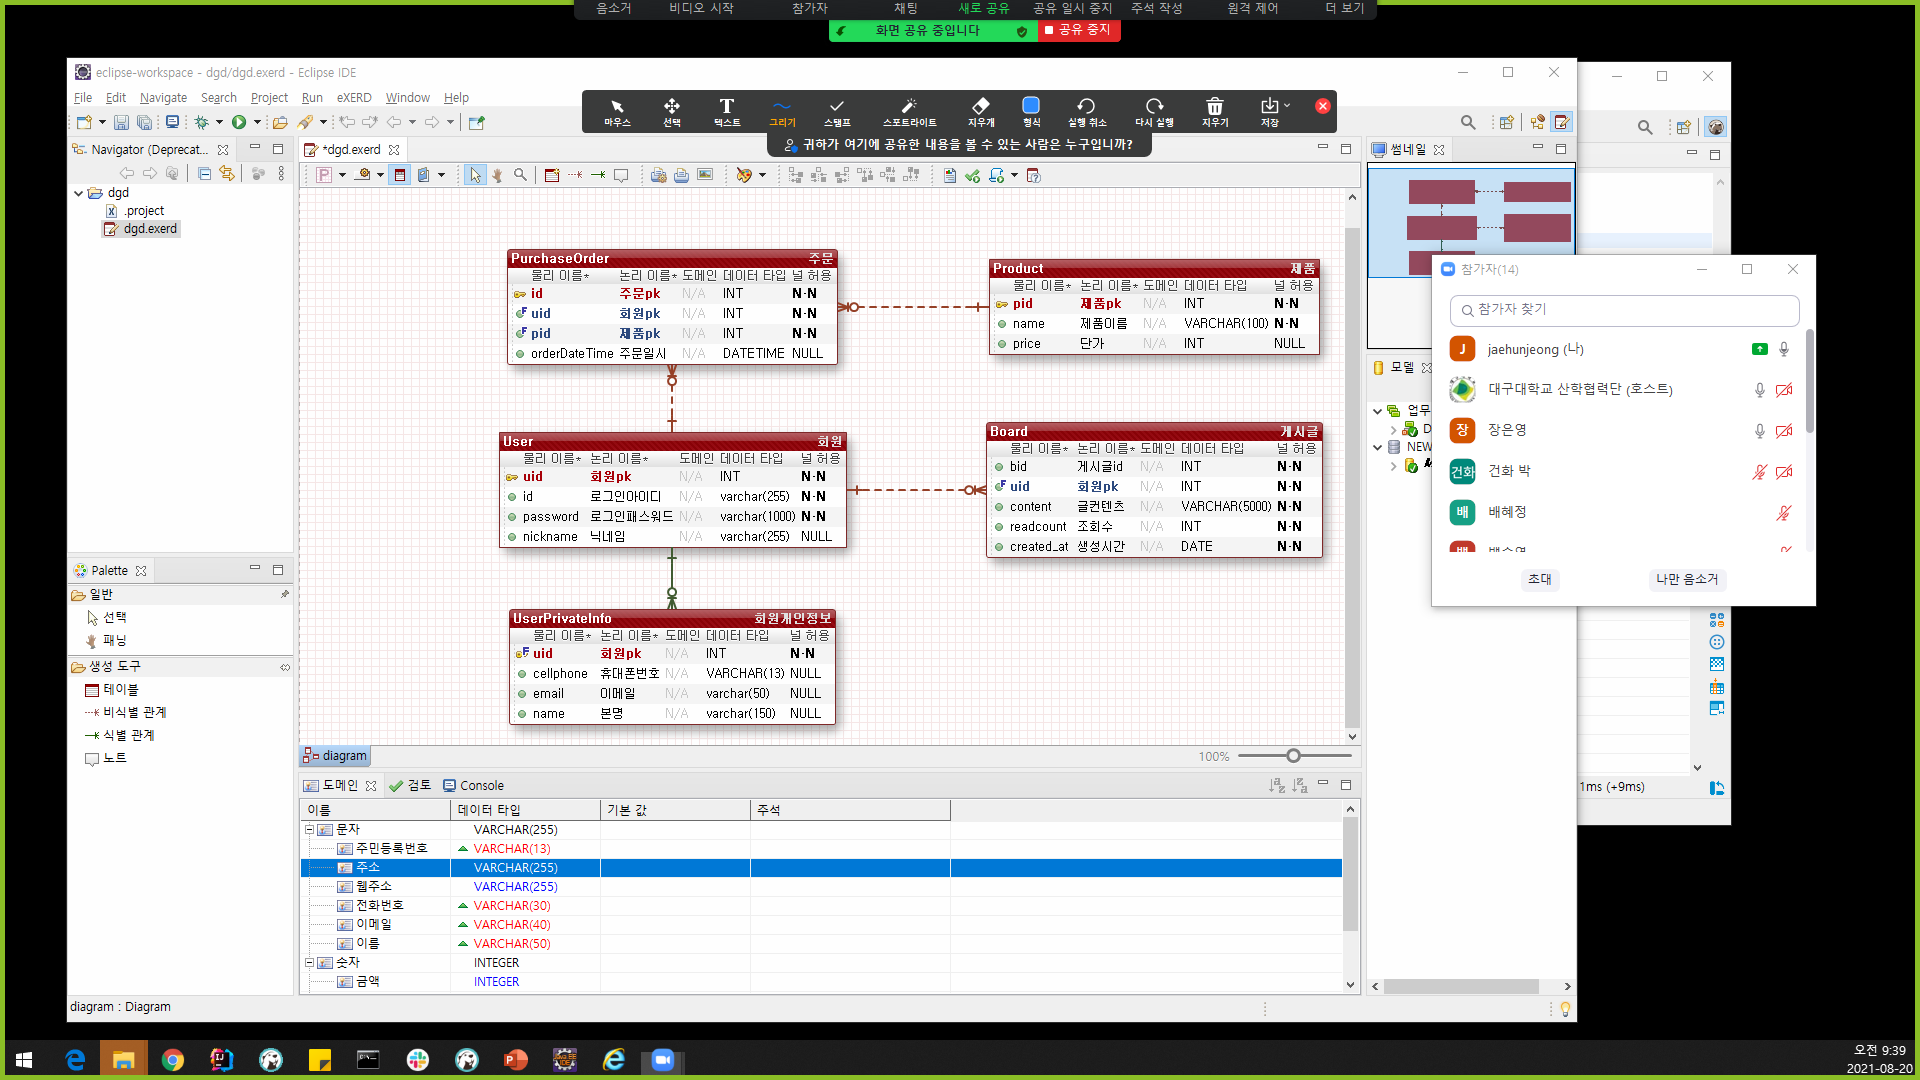 음소거 비디오 시작 참가자 채팅 새로 공유 공유 일시 중지 주석 작성 원격 제어 더 보기
화면 공유 중입니다 공유 중지
eclipse-workspace - dgd/dgd.exerd - Eclipse IDE
File Edit Navigate Search Project Run eXERD Window Help
마우스 선택 텍스트 그리기 스탬프 스포트라이트 지우개 형식 실행 취소 다시 실행 지우기 저장
귀하가 여기에 공유한 내용을 볼 수 있는 사람은 누구입니까?
Navigator (Deprecat...
*dgd.exerd
썸네일
dgd
.project
dgd.exerd
PurchaseOrder 주문
물리 이름* 논리 이름* 도메인 데이터 타입 널 허용
id 주문pk N/A INT N-N
uid 회원pk N/A INT N-N
pid 제품pk N/A INT N-N
orderDateTime 주문일시 N/A DATETIME NULL
Product 제품
물리 이름* 논리 이름* 도메인 데이터 타입 널 허용
pid 제품pk N/A INT N-N
name 제품이름 N/A VARCHAR(100) N-N
price 단가 N/A INT NULL
User 회원
물리 이름* 논리 이름* 도메인 데이터 타입 널 허용
uid 회원pk N/A INT N-N
id 로그인아이디 N/A varchar(255) N-N
password 로그인패스워드 N/A varchar(1000) N-N
nickname 닉네임 N/A varchar(255) NULL
Board 게시글
물리 이름* 논리 이름* 도메인 데이터 타입 널 허용
bid 게시글id N/A INT N-N
uid 회원pk N/A INT N-N
content 글컨텐츠 N/A VARCHAR(5000) N-N
readcount 조회수 N/A INT N-N
created_at 생성시간 N/A DATE N-N
UserPrivateInfo 회원개인정보
물리 이름* 논리 이름* 도메인 데이터 타입 널 허용
uid 회원pk N/A INT N-N
cellphone 휴대폰번호 N/A VARCHAR(13) NULL
email 이메일 N/A varchar(50) NULL
name 본명 N/A varchar(150) NULL
참가자(14)
참가자 찾기
J jaehunjeong (나)
대구대학교 산학협력단 (호스트)
장 장은영
건화 건화 박
배 배혜정
초대 나만 음소거
모델
업무
NEW
Palette
일반
선택
패닝
생성 도구
테이블
비식별 관계
식별 관계
노트
diagram
100%
도메인 검토 Console
이름 데이터 타입 기본 값 주석
문자 VARCHAR(255)
주민등록번호 VARCHAR(13)
주소 VARCHAR(255)
웹주소 VARCHAR(255)
전화번호 VARCHAR(30)
이메일 VARCHAR(40)
이름 VARCHAR(50)
숫자 INTEGER
금액 INTEGER
1ms (+9ms)
diagram : Diagram
오전 9:39
2021-08-20